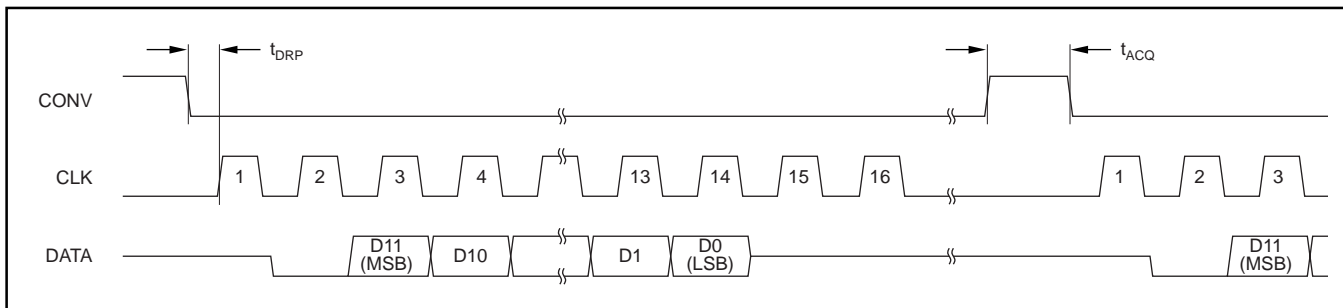 tDRP
tACQ
CONV
CLK
1 2 3 4 13 14 15 16 1 2 3
DATA
D11 (MSB)
D10
D1
D0 (LSB)
D11 (MSB)